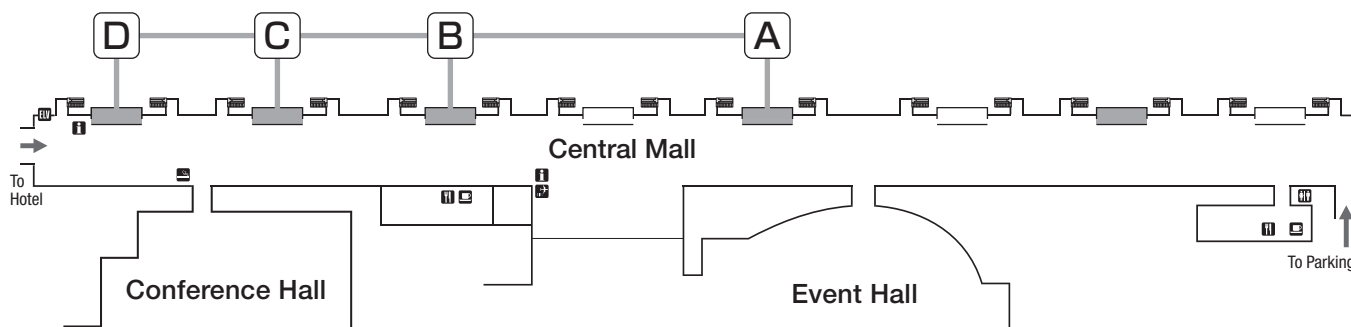 D C B A
Central Mall
To
Hotel
Conference Hall
Event Hall
To Parking